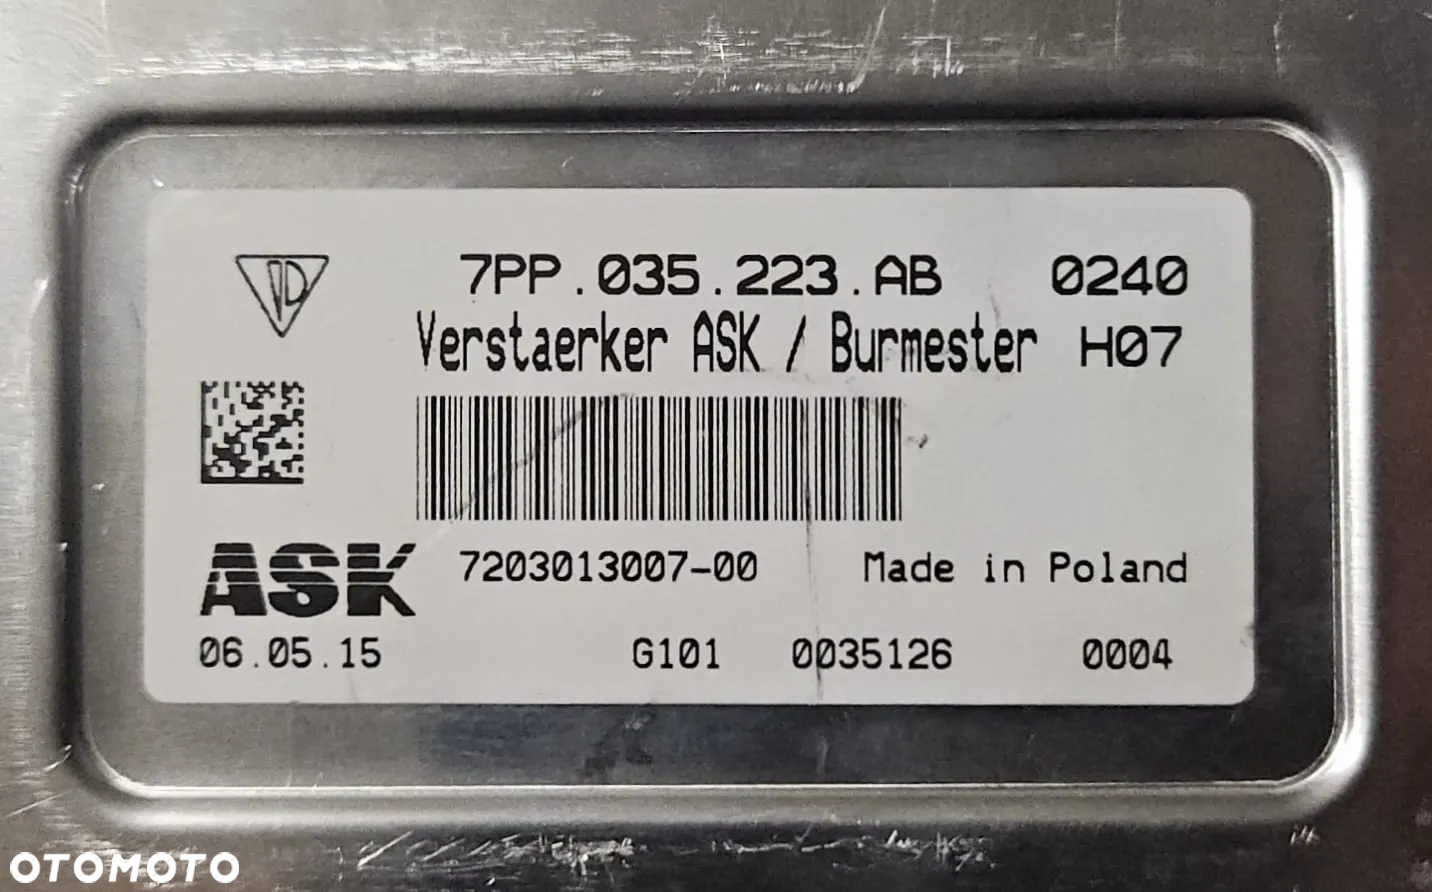 7PP.035.223.AB 0240
Verstaerker ASK / Burmester H07
ASK 7203013007-00 Made in Poland
06.05.15 G101 0035126 0004
OTOMOTO